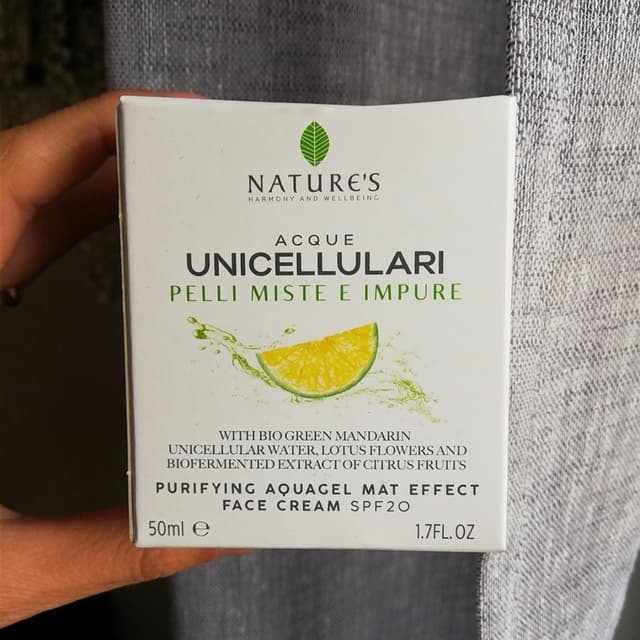 NATURE'S
HARMONY AND WELLBEING
ACQUE
UNICELLULARI
PELLI MISTE E IMPURE
WITH BIO GREEN MANDARIN
UNICELLULAR WATER, LOTUS FLOWERS AND
BIOFERMENTED EXTRACT OF CITRUS FRUITS
PURIFYING AQUAGEL MAT EFFECT
FACE CREAM SPF20
50ml ℮ 1.7FL.OZ